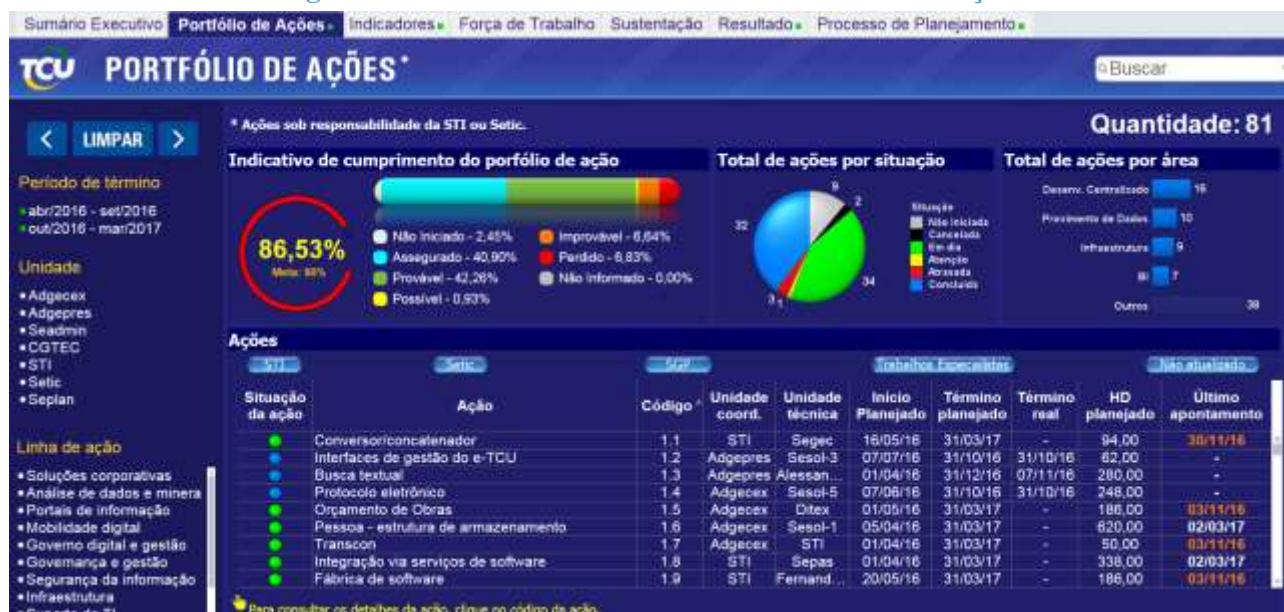 Sumário Executivo Portfólio de Ações Indicadores Força de Trabalho Sustentação Resultado Processo de Planejamento
TCU PORTFÓLIO DE AÇÕES*
Buscar
< LIMPAR >
* Ações sob responsabilidade da STI ou Setic.
Quantidade: 81
Período de término
abr/2016 - set/2016
out/2016 - mar/2017
Unidade
Adgecex
Adgepres
Seadmin
CGTEC
STI
Setic
Seplan
Linha de ação
Soluções corporativas
Análise de dados e minera
Portais de informação
Mobilidade digital
Governo digital e gestão
Governança e gestão
Segurança da informação
Infraestrutura
Suporte de TI
Indicativo de cumprimento do porfólio de ação
86,53%
Meta: 88%
Não Iniciado - 2,45%
Assegurado - 40,90%
Provável - 42,26%
Possível - 0,93%
Improvável - 6,64%
Perdido - 6,83%
Não Informado - 0,00%
Total de ações por situação
9
2
32
34
3
1
Situação
Não Iniciada
Cancelada
Em dia
Atenção
Atrasada
Concluída
Total de ações por área
Desenv. Centralizado 16
Provimento de Dados 10
Infraestrutura 9
BI 7
Outros 39
Ações
STI Setic SGP Trabalhos Especialistas Não atualizado
Situação da ação Ação Código Unidade coord. Unidade técnica Início Planejado Término planejado Término real HD planejado Último apontamento
Conversor/concatenador 1.1 STI Segec 16/05/16 31/03/17 - 94,00 30/11/16
Interfaces de gestão do e-TCU 1.2 Adgepres Sesol-3 07/07/16 31/10/16 31/10/16 62,00 -
Busca textual 1.3 Adgepres Alessan... 01/04/16 31/12/16 07/11/16 280,00 -
Protocolo eletrônico 1.4 Adgecex Sesol-5 07/06/16 31/10/16 31/10/16 248,00 -
Orçamento de Obras 1.5 Adgecex Ditex 01/05/16 31/03/17 - 186,00 03/11/16
Pessoa - estrutura de armazenamento 1.6 Adgecex Sesol-1 05/04/16 31/03/17 - 620,00 02/03/17
Transcon 1.7 Adgecex STI 01/04/16 31/03/17 - 50,00 03/11/16
Integração via serviços de software 1.8 STI Sepas 01/04/16 31/03/17 - 338,00 02/03/17
Fábrica de software 1.9 STI Fernand... 20/05/16 31/03/17 - 186,00 03/11/16
Para consultar os detalhes da ação, clique no código da ação.